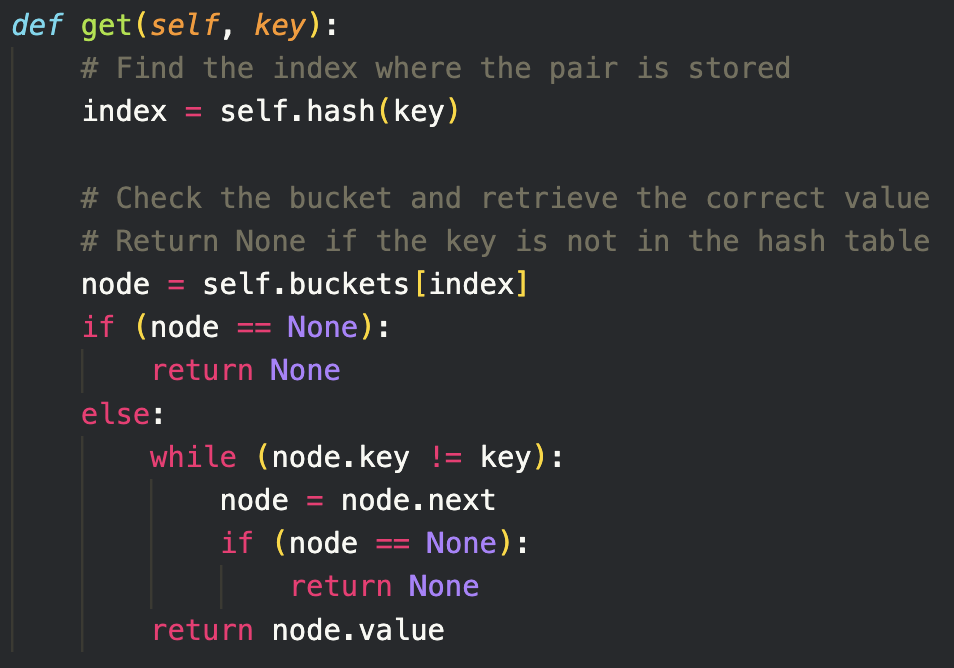 def get(self, key):
    # Find the index where the pair is stored
    index = self.hash(key)

    # Check the bucket and retrieve the correct value
    # Return None if the key is not in the hash table
    node = self.buckets[index]
    if (node == None):
        return None
    else:
        while (node.key != key):
            node = node.next
            if (node == None):
                return None
        return node.value